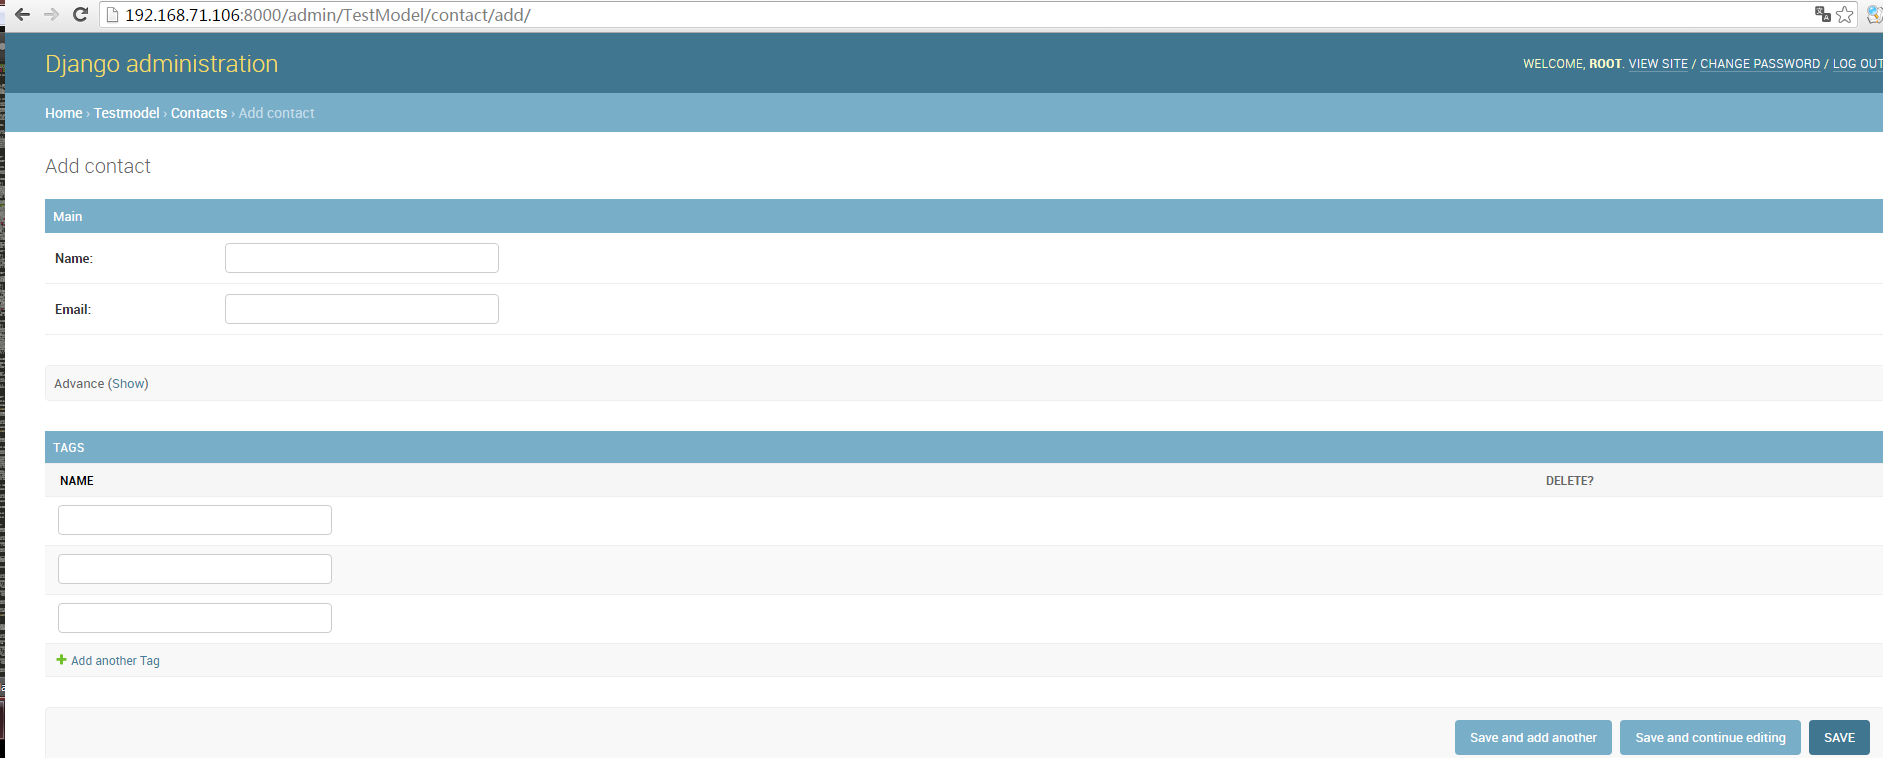 192.168.71.106:8000/admin/TestModel/contact/add/
Django administration
WELCOME, ROOT. VIEW SITE / CHANGE PASSWORD / LOG OUT
Home › Testmodel › Contacts › Add contact
Add contact
Main
Name:
Email:
Advance (Show)
TAGS
NAME DELETE?
Add another Tag
Save and add another Save and continue editing SAVE